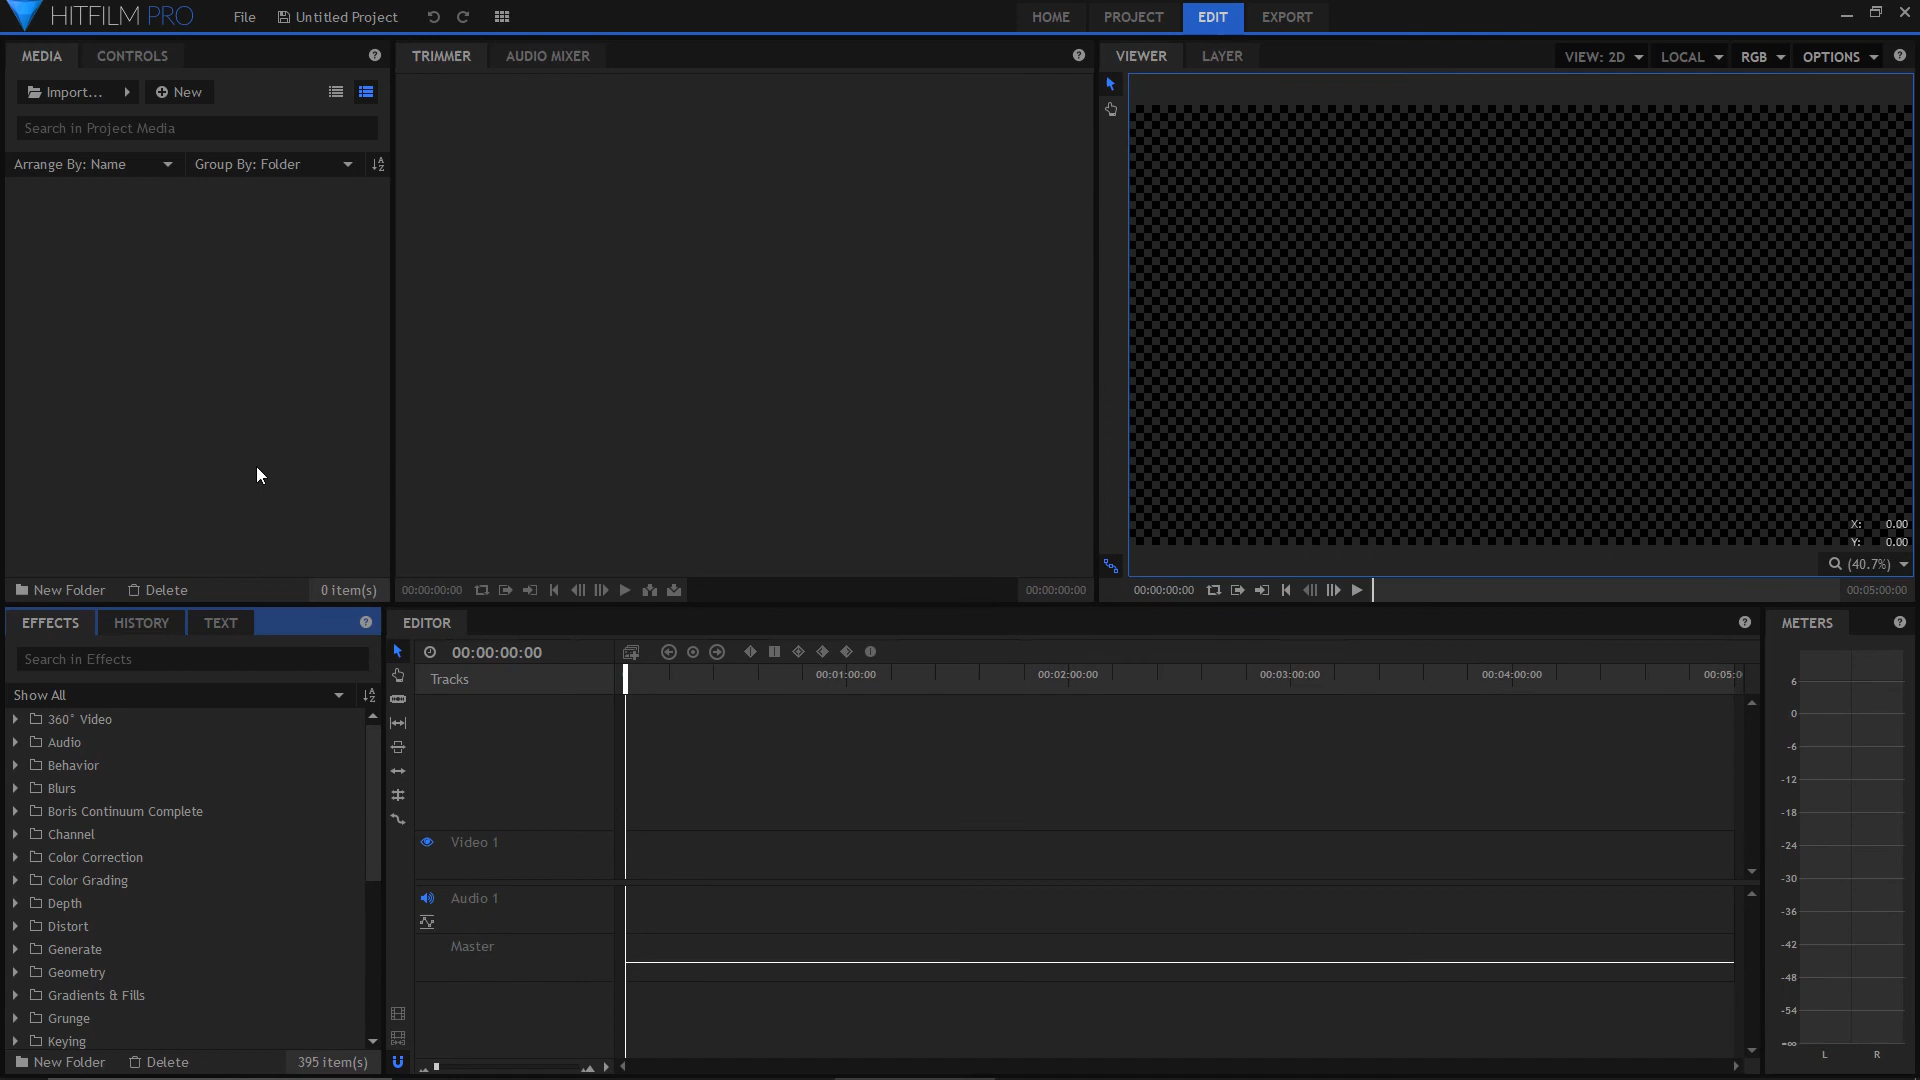 HITFILM PRO
File Untitled Project
HOME PROJECT EDIT EXPORT
MEDIA CONTROLS
Import... New
Search in Project Media
Arrange By: Name Group By: Folder
New Folder Delete 0 item(s)
TRIMMER AUDIO MIXER
00:00:00:00 00:00:00:00
VIEWER LAYER VIEW: 2D LOCAL RGB OPTIONS
X: 0.00
Y: 0.00
(40.7%)
00:00:00:00 00:05:00:00
EFFECTS HISTORY TEXT
Search in Effects
Show All
360° Video
Audio
Behavior
Blurs
Boris Continuum Complete
Channel
Color Correction
Color Grading
Depth
Distort
Generate
Geometry
Gradients & Fills
Grunge
Keying
New Folder Delete 395 item(s)
EDITOR
00:00:00:00
Tracks 00:01:00:00 00:02:00:00 00:03:00:00 00:04:00:00 00:05:0
Video 1
Audio 1
Master
METERS
6
0
-6
-12
-18
-24
-30
-36
-42
-48
-54
-∞
L R